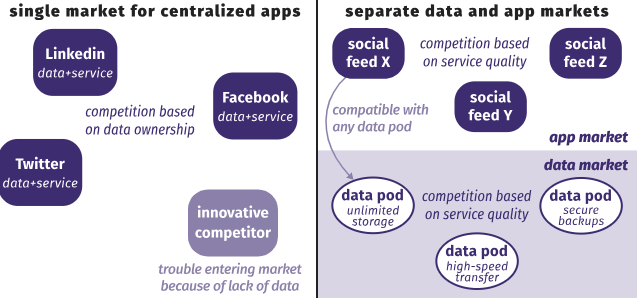 single market for centralized apps
Linkedin
data+service
Facebook
data+service
competition based
on data ownership
Twitter
data+service
innovative
competitor
trouble entering market
because of lack of data
separate data and app markets
social
feed X
competition based
on service quality
social
feed Z
social
feed Y
compatible with
any data pod
app market
data market
data pod
unlimited
storage
competition based
on service quality
data pod
secure
backups
data pod
high-speed
transfer